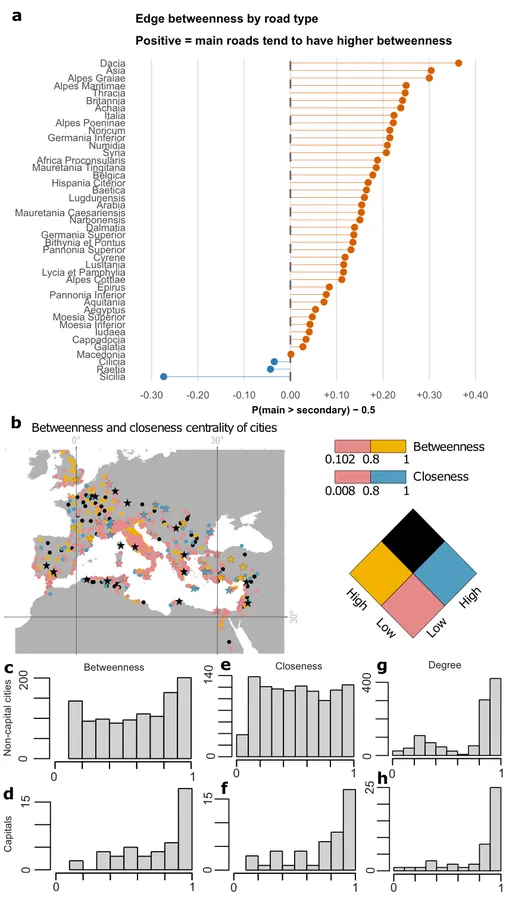 a
Edge betweenness by road type
Positive = main roads tend to have higher betweenness
Dacia
Asia
Alpes Graiae
Alpes Maritimae
Thracia
Britannia
Achaia
Italia
Alpes Poeninae
Noricum
Germania Inferior
Numidia
Syria
Africa Proconsularis
Mauretania Tingitana
Belgica
Hispania Citerior
Baetica
Lugdunensis
Arabia
Mauretania Caesariensis
Narbonensis
Dalmatia
Germania Superior
Bithynia et Pontus
Pannonia Superior
Cyrene
Lusitania
Lycia et Pamphylia
Alpes Cottiae
Epirus
Pannonia Inferior
Aquitania
Aegyptus
Moesia Superior
Moesia Inferior
Iudaea
Cappadocia
Galatia
Macedonia
Cilicia
Raetia
Sicilia
-0.30 -0.20 -0.10 0.00 +0.10 +0.20 +0.30 +0.40
P(main > secondary) − 0.5
b Betweenness and closeness centrality of cities
0° 30°
30°
Betweenness
0.102 0.8 1
Closeness
0.008 0.8 1
High Low Low High
c Betweenness
Non-capital cities
0 200
0 1
e Closeness
0 140
0 1
g Degree
0 400
0 1
d
Capitals
0 15
0 1
f
0 15
0 1
h
0 25
0 1